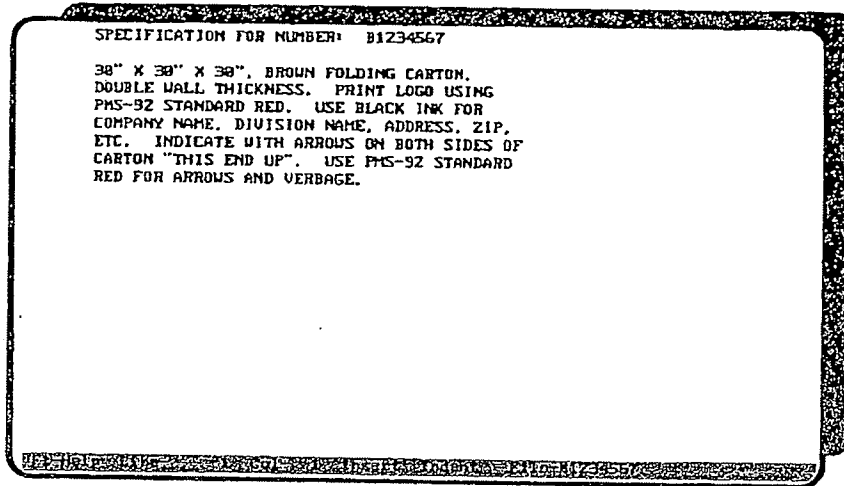 SPECIFICATION FOR NUMBER: B1234567
30" X 30" X 30", BROWN FOLDING CARTON.
DOUBLE WALL THICKNESS. PRINT LOGO USING
PMS-92 STANDARD RED. USE BLACK INK FOR
COMPANY NAME, DIVISION NAME, ADDRESS, ZIP,
ETC. INDICATE WITH ARROWS ON BOTH SIDES OF
CARTON "THIS END UP". USE PMS-92 STANDARD
RED FOR ARROWS AND VERBAGE.